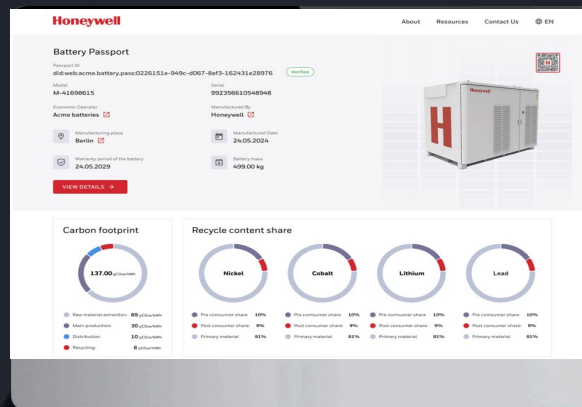 Honeywell
About Resources Contact Us EN
Battery Passport
Passport ID
did:web:acme.battery.pass:0226151e-949c-d067-8ef3-162431e28976 Verified
Model Serial
M-41698615 992356610548948
Economic Operator Manufactured By
Acme batteries Honeywell
Manufacturing place Manufactured Date
Berlin 24.05.2024
Warranty period of the battery Battery mass
24.05.2029 499.00 kg
VIEW DETAILS →
Honeywell
H
Carbon footprint Recycle content share
137.00 Nickel Cobalt Lithium Lead
Raw material extraction 89 Pre consumer share 10% Pre consumer share 10% Pre consumer share 10% Pre consumer share 10%
Main production 30 Post consumer share 9% Post consumer share 9% Post consumer share 9% Post consumer share 9%
Distribution 10 Primary material 81% Primary material 81% Primary material 81% Primary material 81%
Recycling 8